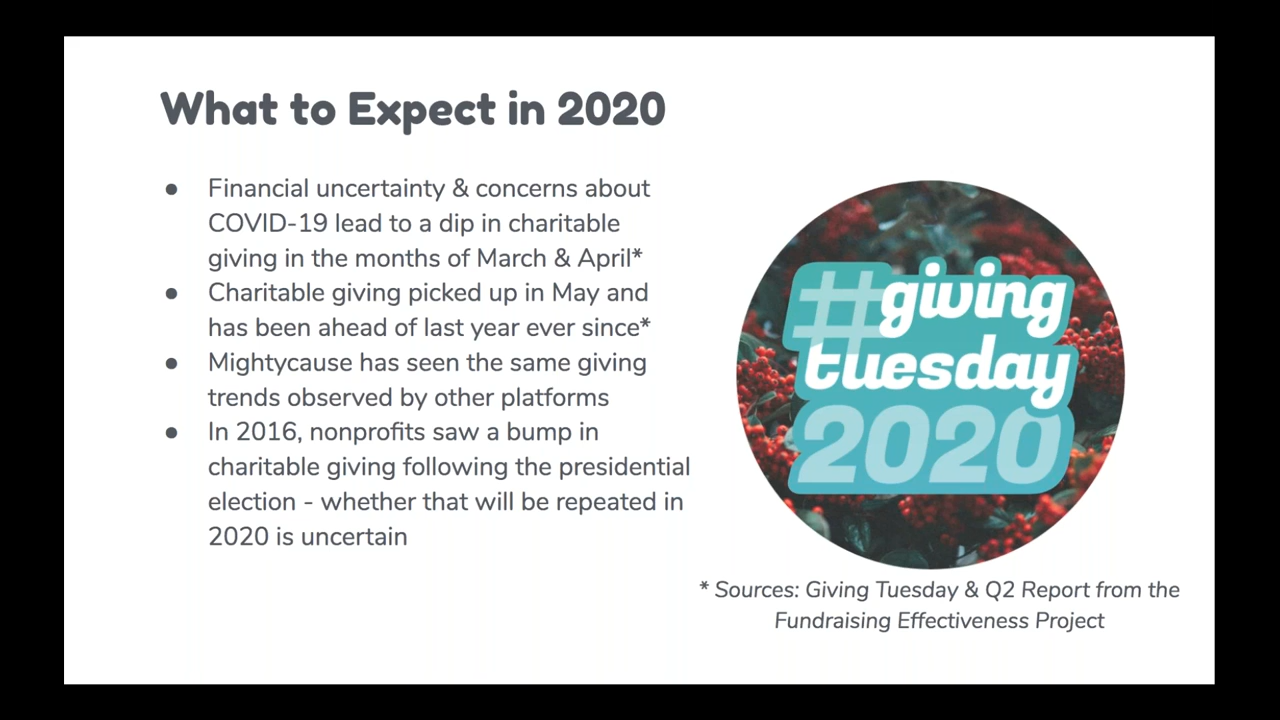 What to Expect in 2020
● Financial uncertainty & concerns about
COVID-19 lead to a dip in charitable
giving in the months of March & April*
● Charitable giving picked up in May and
has been ahead of last year ever since*
● Mightycause has seen the same giving
trends observed by other platforms
● In 2016, nonprofits saw a bump in
charitable giving following the presidential
election - whether that will be repeated in
2020 is uncertain
#giving
tuesday
2020
* Sources: Giving Tuesday & Q2 Report from the
Fundraising Effectiveness Project